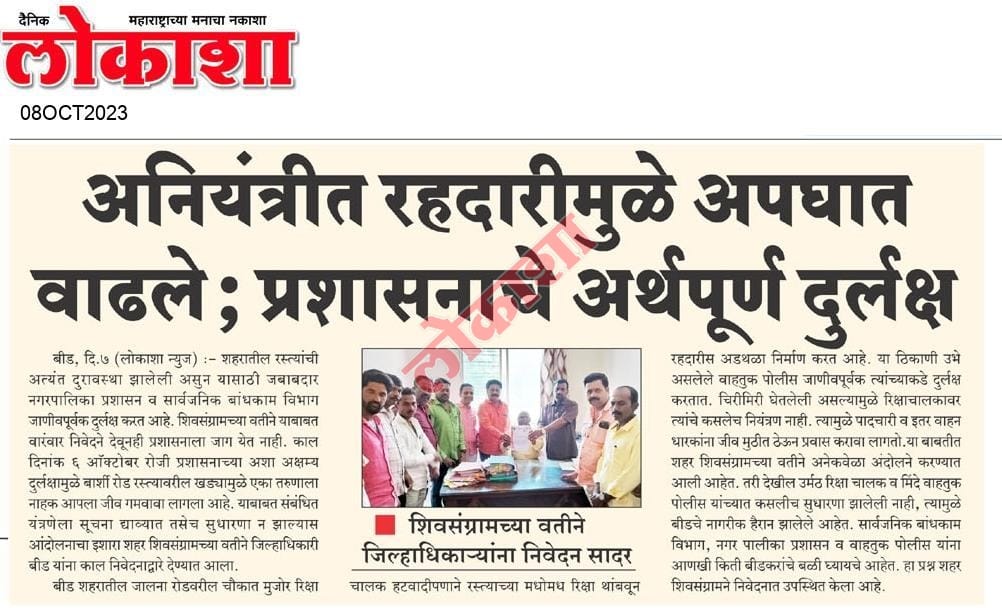 दैनिक
महाराष्ट्राच्या मनाचा नकाशा
लोकाशा
08OCT2023
अनियंत्रीत रहदारीमुळे अपघात
वाढले; प्रशासनाचे अर्थपूर्ण दुर्लक्ष
लोकाशा
बीड, दि.७ (लोकाशा न्युज) :- शहरातील रस्त्यांची
अत्यंत दुरावस्था झालेली असुन यासाठी जबाबदार
नगरपालिका प्रशासन व सार्वजनिक बांधकाम विभाग
जाणीवपूर्वक दुर्लक्ष करत आहे. शिवसंग्रामच्या वतीने याबाबत
वारंवार निवेदने देवूनही प्रशासनाला जाग येत नाही. काल
दिनांक ६ ऑक्टोबर रोजी प्रशासनाच्या अशा अक्षम्य
दुर्लक्षामुळे बार्शी रोड रस्त्यावरील खड्यामुळे एका तरुणाला
नाहक आपला जीव गमवावा लागला आहे. याबाबत संबंधित
यंत्रणेला सूचना द्याव्यात तसेच सुधारणा न झाल्यास
आंदोलनाचा इशारा शहर शिवसंग्रामच्या वतीने जिल्हाधिकारी
बीड यांना काल निवेदनाद्वारे देण्यात आला.
बीड शहरातील जालना रोडवरील चौकात मुजोर रिक्षा
शिवसंग्रामच्या वतीने
जिल्हाधिकाऱ्यांना निवेदन सादर
चालक हटवादीपणाने रस्त्याच्या मधोमध रिक्षा थांबवून
रहदारीस अडथळा निर्माण करत आहे. या ठिकाणी उभे
असलेले वाहतुक पोलीस जाणीवपूर्वक त्यांच्याकडे दुर्लक्ष
करतात. चिरीमिरी घेतलेली असल्यामुळे रिक्षाचालकावर
त्यांचे कसलेच नियंत्रण नाही. त्यामुळे पादचारी व इतर वाहन
धारकांना जीव मुठीत ठेऊन प्रवास करावा लागतो.या बाबतीत
शहर शिवसंग्रामच्या वतीने अनेकवेळा अंदोलने करण्यात
आली आहेत. तरी देखील उर्मठ रिक्षा चालक व मिंदे वाहतुक
पोलीस यांच्यात कसलीच सुधारणा झालेली नाही, त्यामुळे
बीडचे नागरीक हैरान झालेले आहेत. सार्वजनिक बांधकाम
विभाग, नगर पालीका प्रशासन व वाहतुक पोलीस यांना
आणखी किती बीडकरांचे बळी घ्यायचे आहेत. हा प्रश्न शहर
शिवसंग्रामने निवेदनात उपस्थित केला आहे.